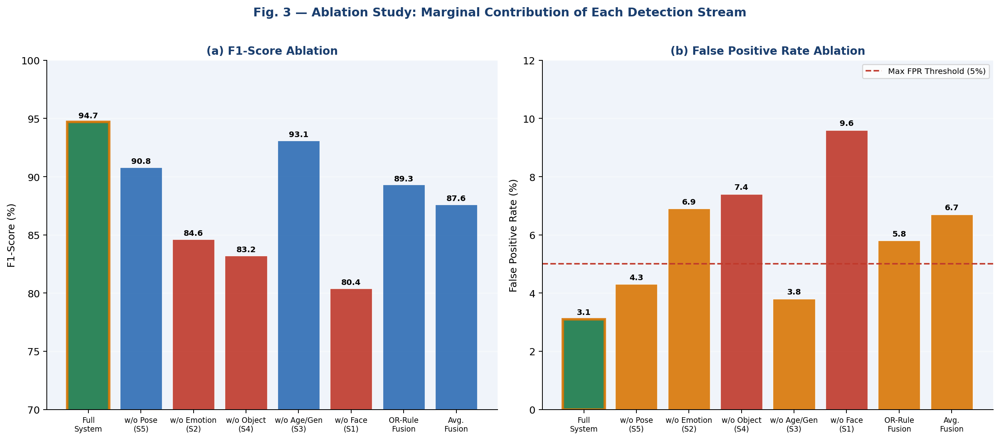 Fig. 3 — Ablation Study: Marginal Contribution of Each Detection Stream
(a) F1-Score Ablation
F1-Score (%)
100
95
90
85
80
75
70
94.7
90.8
84.6
83.2
93.1
80.4
89.3
87.6
Full
System
w/o Pose
(S5)
w/o Emotion
(S2)
w/o Object
(S4)
w/o Age/Gen
(S3)
w/o Face
(S1)
OR-Rule
Fusion
Avg.
Fusion
(b) False Positive Rate Ablation
Max FPR Threshold (5%)
False Positive Rate (%)
12
10
8
6
4
2
0
3.1
4.3
6.9
7.4
3.8
9.6
5.8
6.7
Full
System
w/o Pose
(S5)
w/o Emotion
(S2)
w/o Object
(S4)
w/o Age/Gen
(S3)
w/o Face
(S1)
OR-Rule
Fusion
Avg.
Fusion